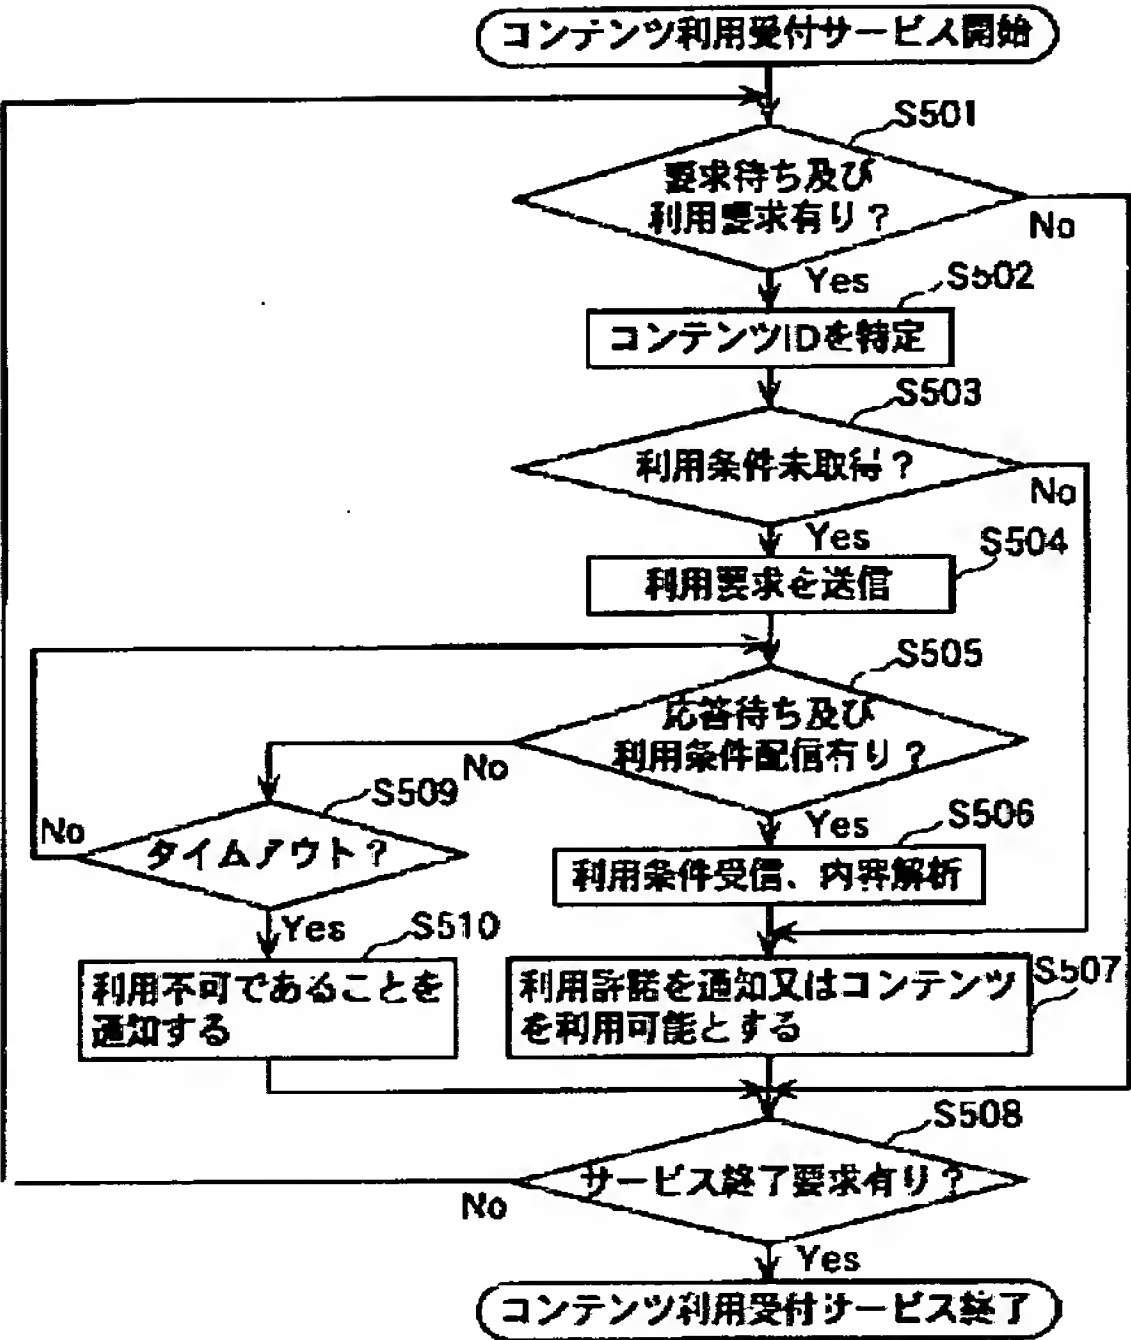 コンテンツ利用受付サービス開始
S501
要求待ち及び
利用要求有り？
No
Yes
S502
コンテンツIDを特定
S503
利用条件未取得？
No
Yes
S504
利用要求を送信
S505
応答待ち及び
利用条件配信有り？
No
Yes
S509
タイムアウト？
No
Yes
S506
利用条件受信、内容解析
S510
利用不可であることを
通知する
S507
利用許諾を通知又はコンテンツ
を利用可能とする
S508
サービス終了要求有り？
No
Yes
コンテンツ利用受付サービス終了